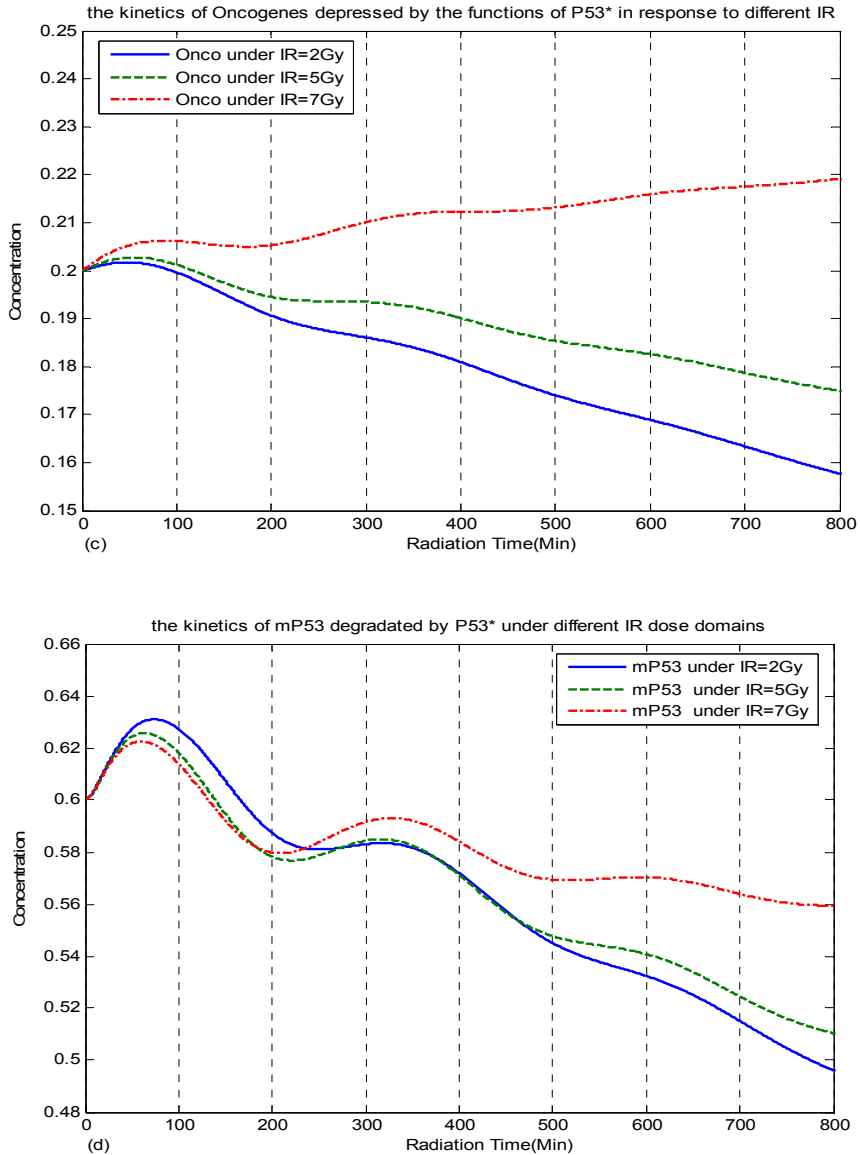 the kinetics of Oncogenes depressed by the functions of P53* in response to different IR
0.25
0.24
0.23
0.22
0.21
0.2
0.19
0.18
0.17
0.16
0.15
Concentration
Onco under IR=2Gy
Onco under IR=5Gy
Onco under IR=7Gy
0 100 200 300 400 500 600 700 800
(c) Radiation Time(Min)
the kinetics of mP53 degradated by P53* under different IR dose domains
0.66
0.64
0.62
0.6
0.58
0.56
0.54
0.52
0.5
0.48
Concentration
mP53 under IR=2Gy
mP53 under IR=5Gy
mP53 under IR=7Gy
0 100 200 300 400 500 600 700 800
(d) Radiation Time(Min)